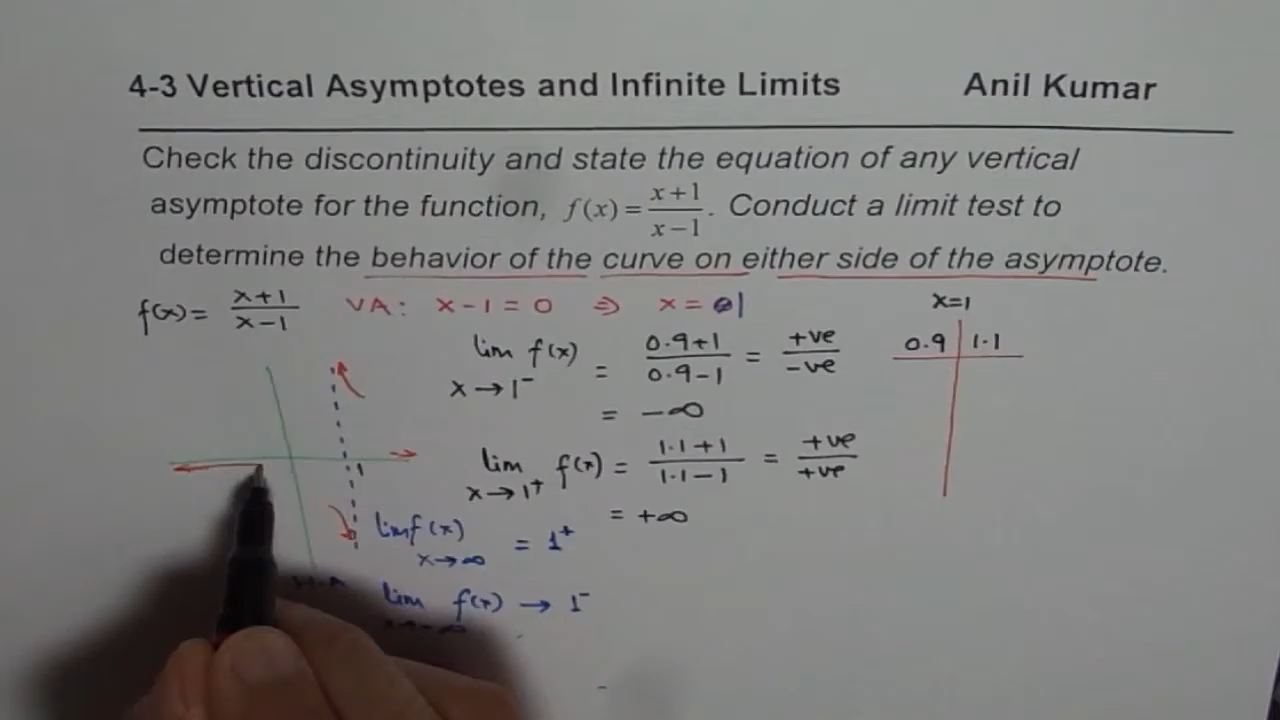 4-3 Vertical Asymptotes and Infinite Limits Anil Kumar
Check the discontinuity and state the equation of any vertical
asymptote for the function, f(x) = x+1 / x−1 . Conduct a limit test to
determine the behavior of the curve on either side of the asymptote.
f(x) = x+1 / x−1 VA: x−1 = 0 ⇒ x = 1
x=1
0.9 1.1
lim x→1⁻ f(x) = 0.9+1 / 0.9−1 = +ve / −ve
= −∞
lim x→1⁺ f(x) = 1.1+1 / 1.1−1 = +ve / +ve
= +∞
1
lim f(x) x→∞ = 1⁺
lim f(x) → 1⁻